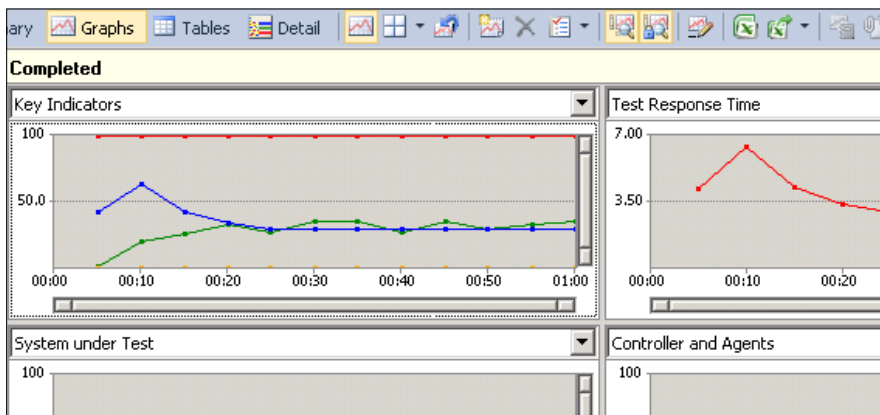 ary Graphs Tables Detail
Completed
Key Indicators
Test Response Time
100
50.0
00:00 00:10 00:20 00:30 00:40 00:50 01:00
7.00
3.50
00:00 00:10 00:20
System under Test
Controller and Agents
100
100